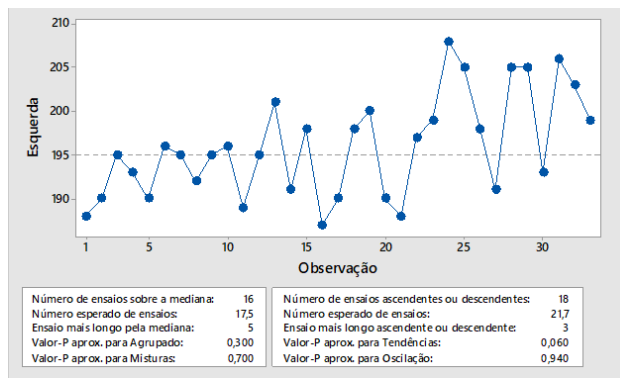 210
205
200
195
190
Esquerda
1 5 10 15 20 25 30
Observação
Número de ensaios sobre a mediana: 16
Número esperado de ensaios: 17,5
Ensaio mais longo pela mediana: 5
Valor-P aprox. para Agrupado: 0,300
Valor-P aprox. para Misturas: 0,700
Número de ensaios ascendentes ou descendentes: 18
Número esperado de ensaios: 21,7
Ensaio mais longo ascendente ou descendente: 3
Valor-P aprox. para Tendências: 0,060
Valor-P aprox. para Oscilação: 0,940